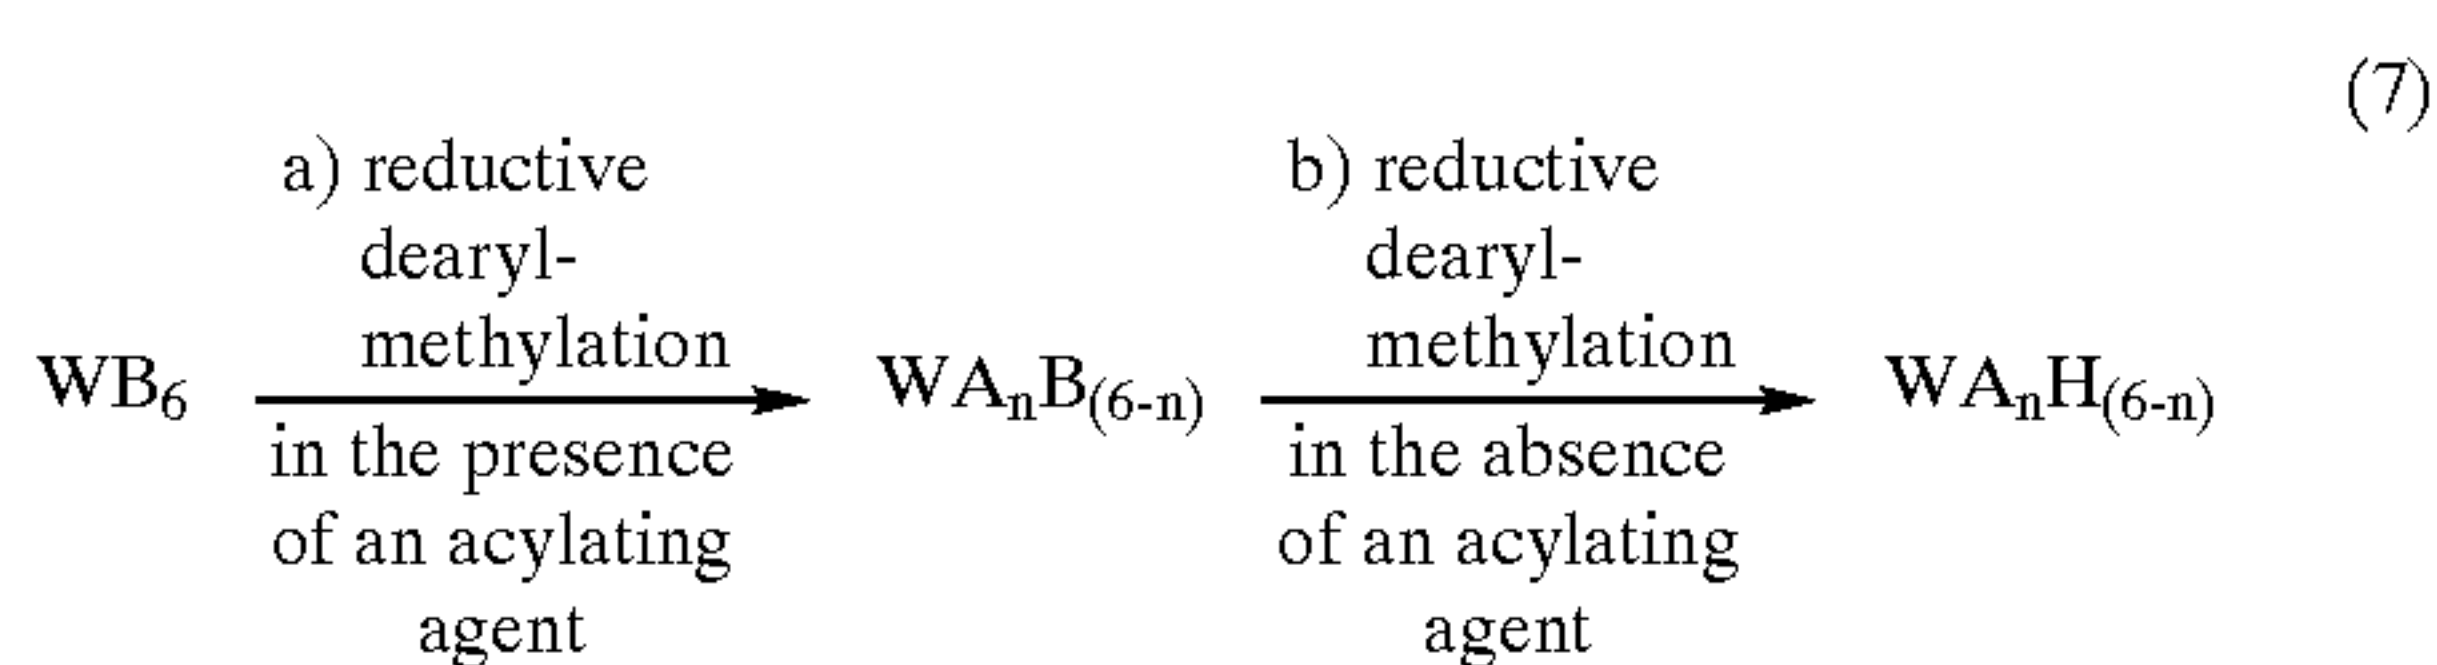 (7)
a) reductive
dearyl-
methylation
WB₆
in the presence
of an acylating
agent
WAₙB₍₆₋ₙ₎
b) reductive
dearyl-
methylation
in the absence
of an acylating
agent
WAₙH₍₆₋ₙ₎